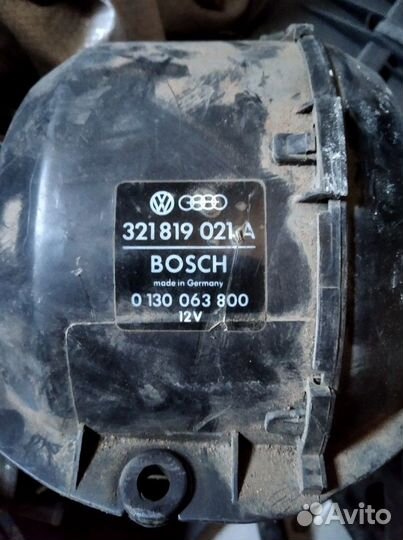 321 819 021 A
BOSCH
made in Germany
0 130 063 800
12V
Avito